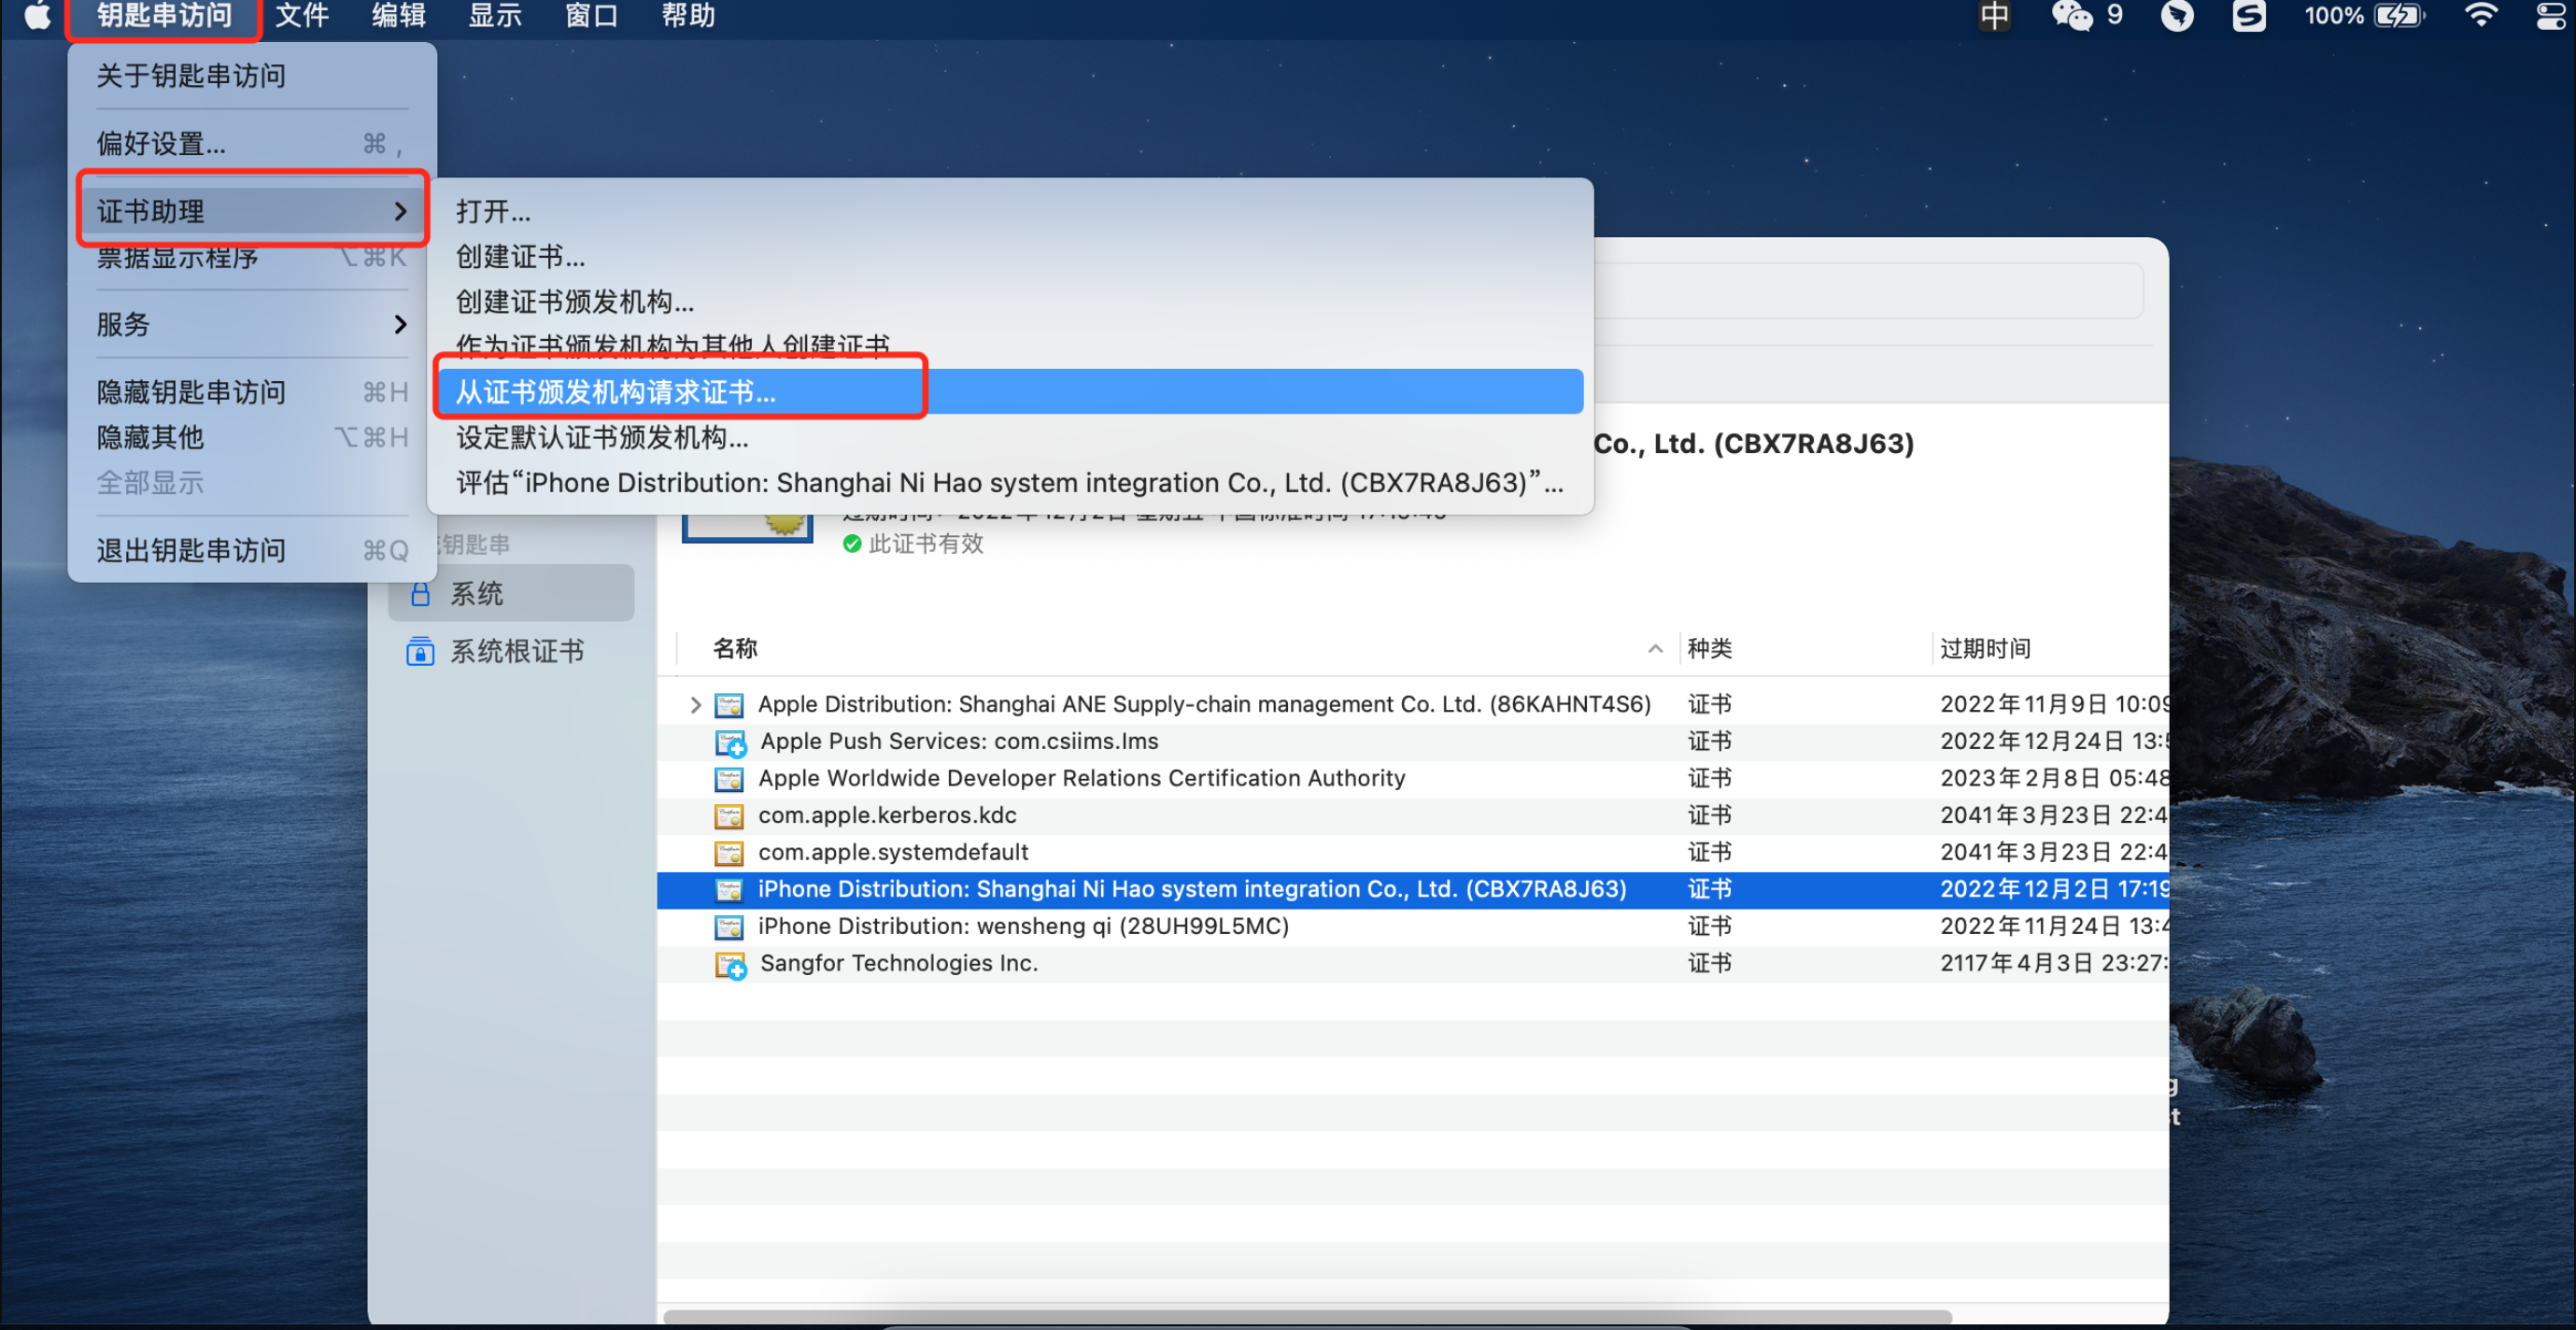 钥匙串访问 文件 编辑 显示 窗口 帮助 中 9 S 100%
关于钥匙串访问
偏好设置... ⌘ ,
证书助理
票据显示程序 ⌥⌘K
服务
隐藏钥匙串访问 ⌘H
隐藏其他 ⌥⌘H
全部显示
退出钥匙串访问 ⌘Q
打开...
创建证书...
创建证书颁发机构...
作为证书颁发机构为其他人创建证书
从证书颁发机构请求证书...
设定默认证书颁发机构...
评估“iPhone Distribution: Shanghai Ni Hao system integration Co., Ltd. (CBX7RA8J63)”...
Co., Ltd. (CBX7RA8J63)
此证书有效
钥匙串
系统
系统根证书
名称 种类 过期时间
Apple Distribution: Shanghai ANE Supply-chain management Co. Ltd. (86KAHNT4S6) 证书 2022年11月9日 10:09
Apple Push Services: com.csiims.lms 证书 2022年12月24日 13:5
Apple Worldwide Developer Relations Certification Authority 证书 2023年2月8日 05:48
com.apple.kerberos.kdc 证书 2041年3月23日 22:4
com.apple.systemdefault 证书 2041年3月23日 22:4
iPhone Distribution: Shanghai Ni Hao system integration Co., Ltd. (CBX7RA8J63) 证书 2022年12月2日 17:19
iPhone Distribution: wensheng qi (28UH99L5MC) 证书 2022年11月24日 13:4
Sangfor Technologies Inc. 证书 2117年4月3日 23:27: